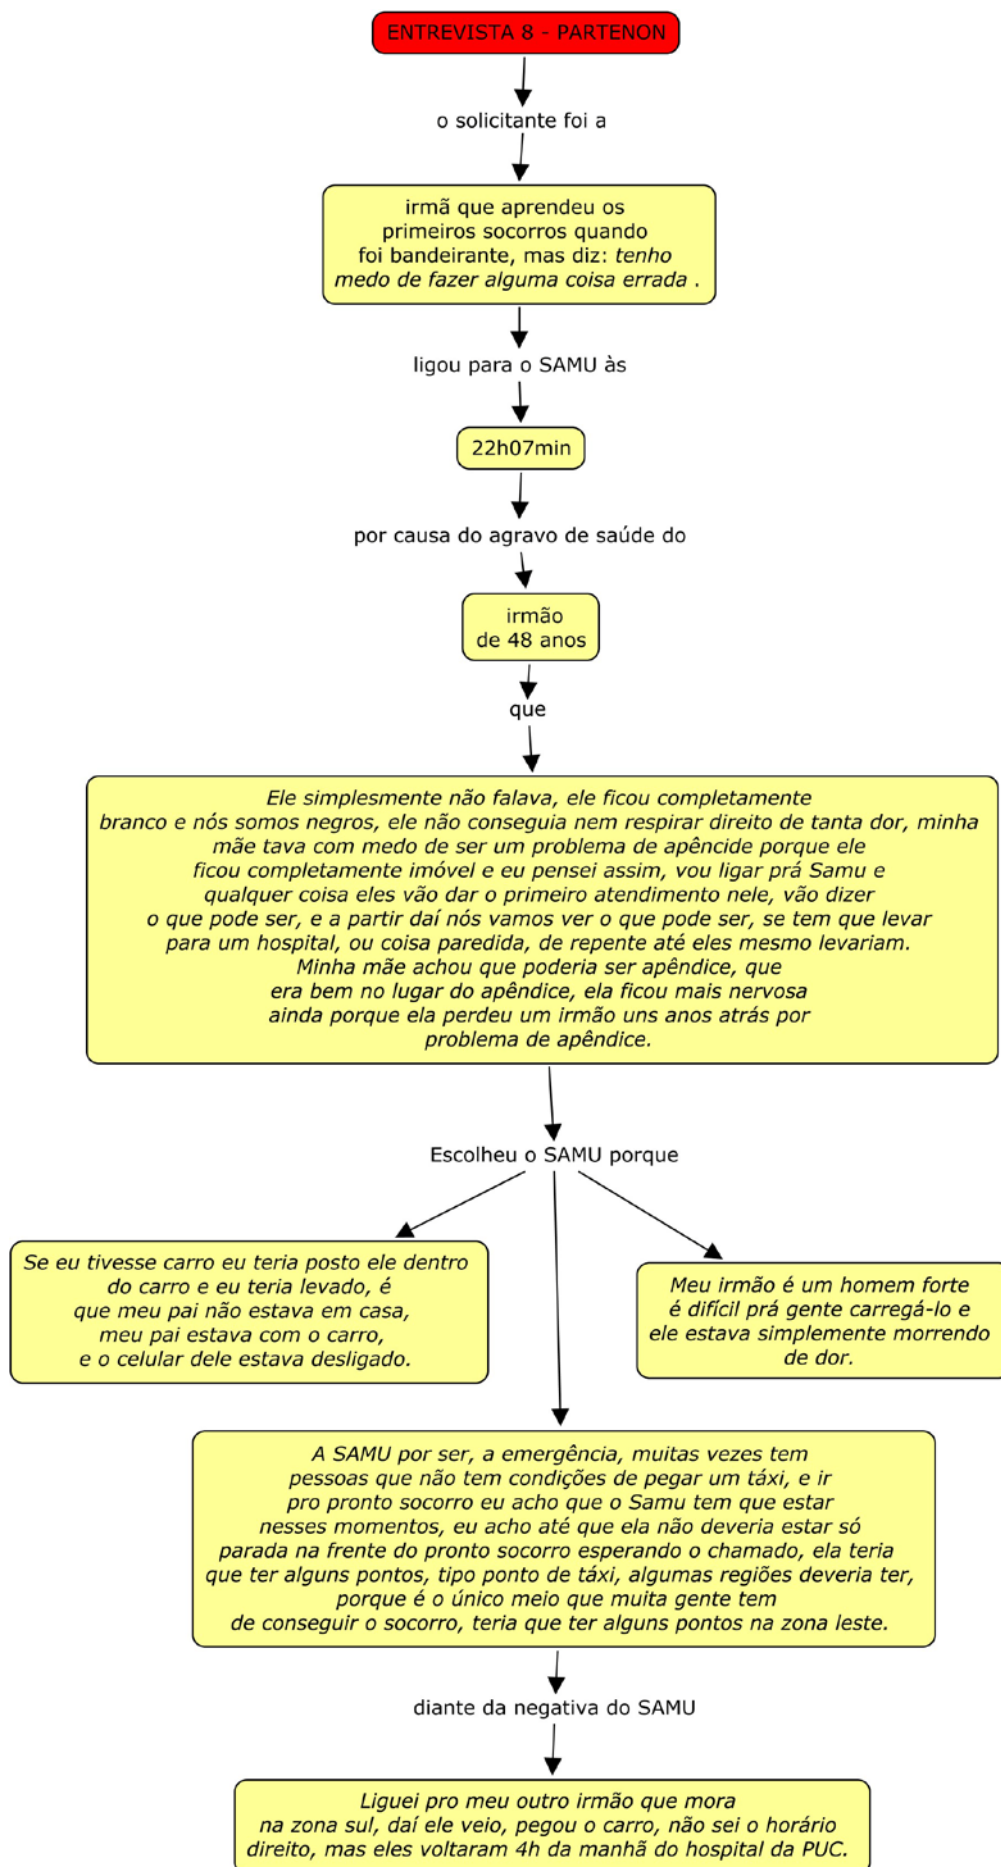 ENTREVISTA 8 - PARTENON
o solicitante foi a
irmã que aprendeu os
primeiros socorros quando
foi bandeirante, mas diz: tenho
medo de fazer alguma coisa errada .
ligou para o SAMU às
22h07min
por causa do agravo de saúde do
irmão
de 48 anos
que
Ele simplesmente não falava, ele ficou completamente
branco e nós somos negros, ele não conseguia nem respirar direito de tanta dor, minha
mãe tava com medo de ser um problema de apêncide porque ele
ficou completamente imóvel e eu pensei assim, vou ligar prá Samu e
qualquer coisa eles vão dar o primeiro atendimento nele, vão dizer
o que pode ser, e a partir daí nós vamos ver o que pode ser, se tem que levar
para um hospital, ou coisa paredida, de repente até eles mesmo levariam.
Minha mãe achou que poderia ser apêndice, que
era bem no lugar do apêndice, ela ficou mais nervosa
ainda porque ela perdeu um irmão uns anos atrás por
problema de apêndice.
Escolheu o SAMU porque
Se eu tivesse carro eu teria posto ele dentro
do carro e eu teria levado, é
que meu pai não estava em casa,
meu pai estava com o carro,
e o celular dele estava desligado.
Meu irmão é um homem forte
é difícil prá gente carregá-lo e
ele estava simplemente morrendo
de dor.
A SAMU por ser, a emergência, muitas vezes tem
pessoas que não tem condições de pegar um táxi, e ir
pro pronto socorro eu acho que o Samu tem que estar
nesses momentos, eu acho até que ela não deveria estar só
parada na frente do pronto socorro esperando o chamado, ela teria
que ter alguns pontos, tipo ponto de táxi, algumas regiões deveria ter,
porque é o único meio que muita gente tem
de conseguir o socorro, teria que ter alguns pontos na zona leste.
diante da negativa do SAMU
Liguei pro meu outro irmão que mora
na zona sul, daí ele veio, pegou o carro, não sei o horário
direito, mas eles voltaram 4h da manhã do hospital da PUC.